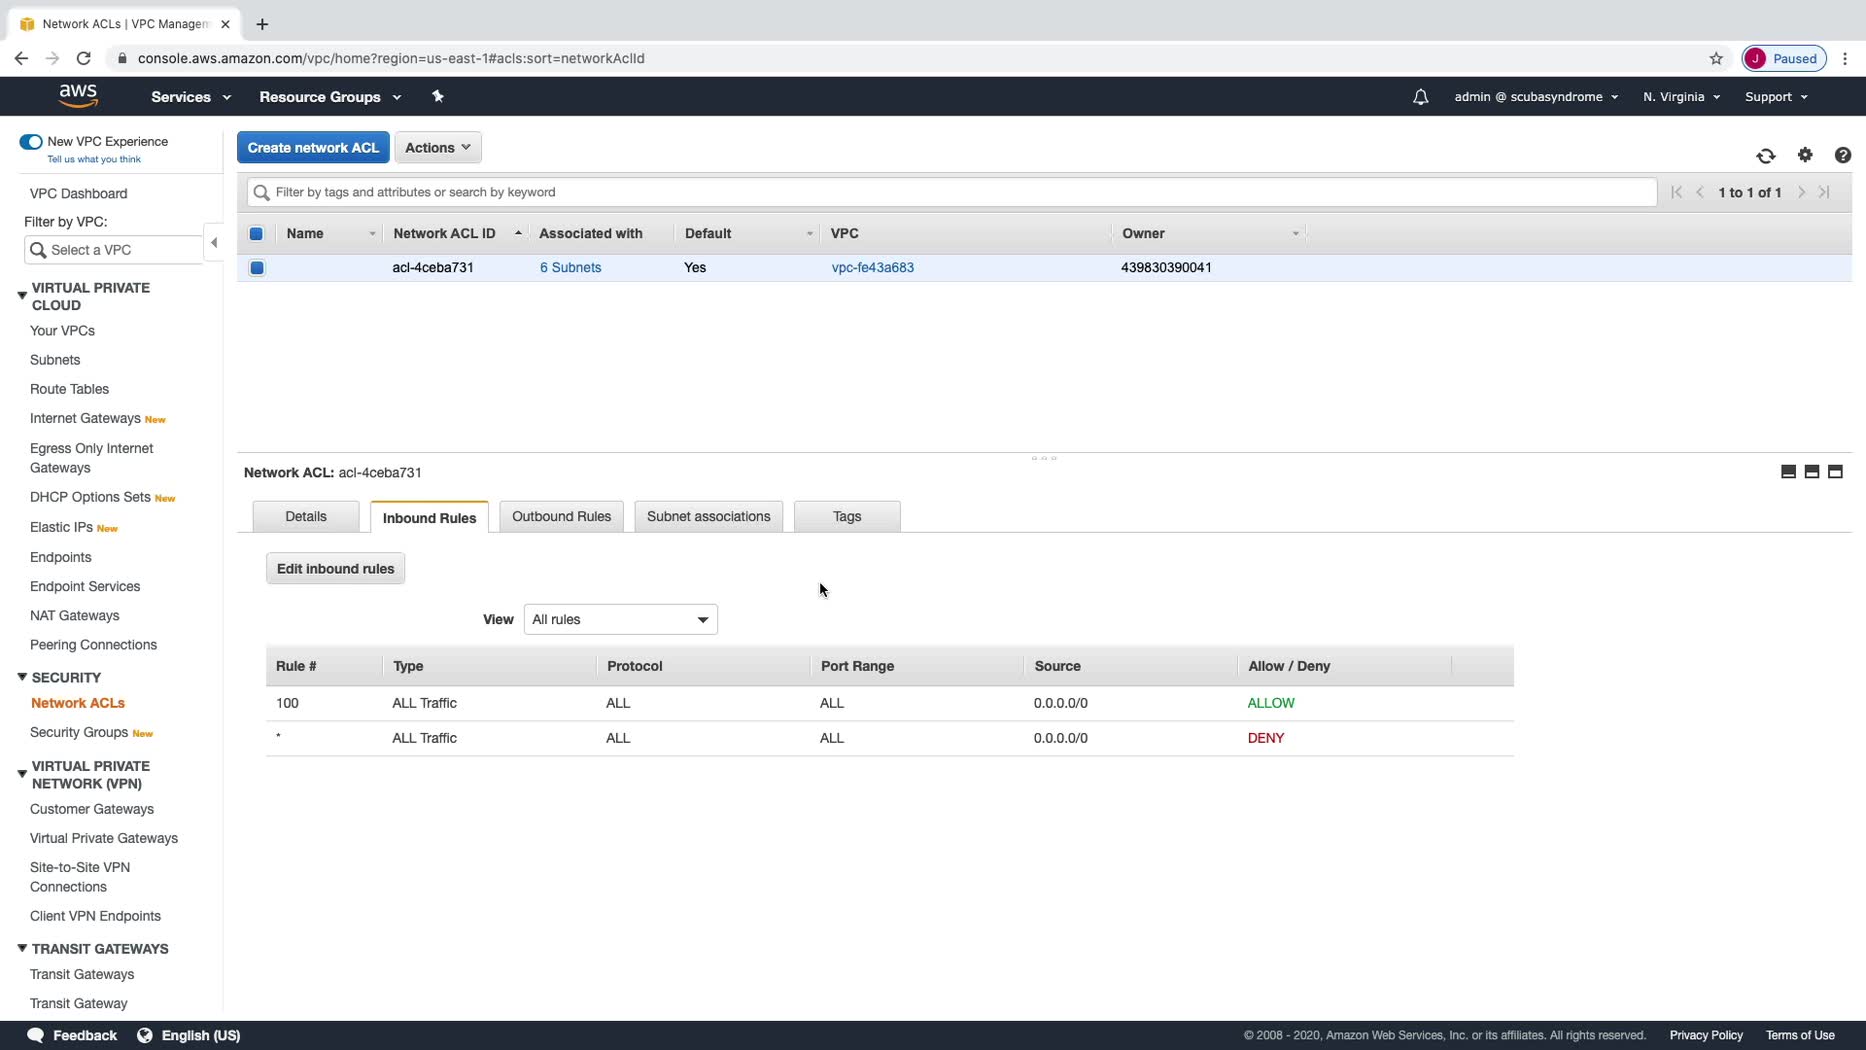 Network ACLs | VPC Managem
console.aws.amazon.com/vpc/home?region=us-east-1#acls:sort=networkAclId
J Paused
aws Services Resource Groups admin @ scubasyndrome N. Virginia Support
New VPC Experience
Tell us what you think
VPC Dashboard
Filter by VPC:
Select a VPC
VIRTUAL PRIVATE
CLOUD
Your VPCs
Subnets
Route Tables
Internet Gateways New
Egress Only Internet
Gateways
DHCP Options Sets New
Elastic IPs New
Endpoints
Endpoint Services
NAT Gateways
Peering Connections
SECURITY
Network ACLs
Security Groups New
VIRTUAL PRIVATE
NETWORK (VPN)
Customer Gateways
Virtual Private Gateways
Site-to-Site VPN
Connections
Client VPN Endpoints
TRANSIT GATEWAYS
Transit Gateways
Transit Gateway
Create network ACL Actions
Filter by tags and attributes or search by keyword 1 to 1 of 1
Name Network ACL ID Associated with Default VPC Owner
acl-4ceba731 6 Subnets Yes vpc-fe43a683 439830390041
Network ACL: acl-4ceba731
Details Inbound Rules Outbound Rules Subnet associations Tags
Edit inbound rules
View All rules
Rule # Type Protocol Port Range Source Allow / Deny
100 ALL Traffic ALL ALL 0.0.0.0/0 ALLOW
* ALL Traffic ALL ALL 0.0.0.0/0 DENY
Feedback English (US) © 2008 - 2020, Amazon Web Services, Inc. or its affiliates. All rights reserved. Privacy Policy Terms of Use